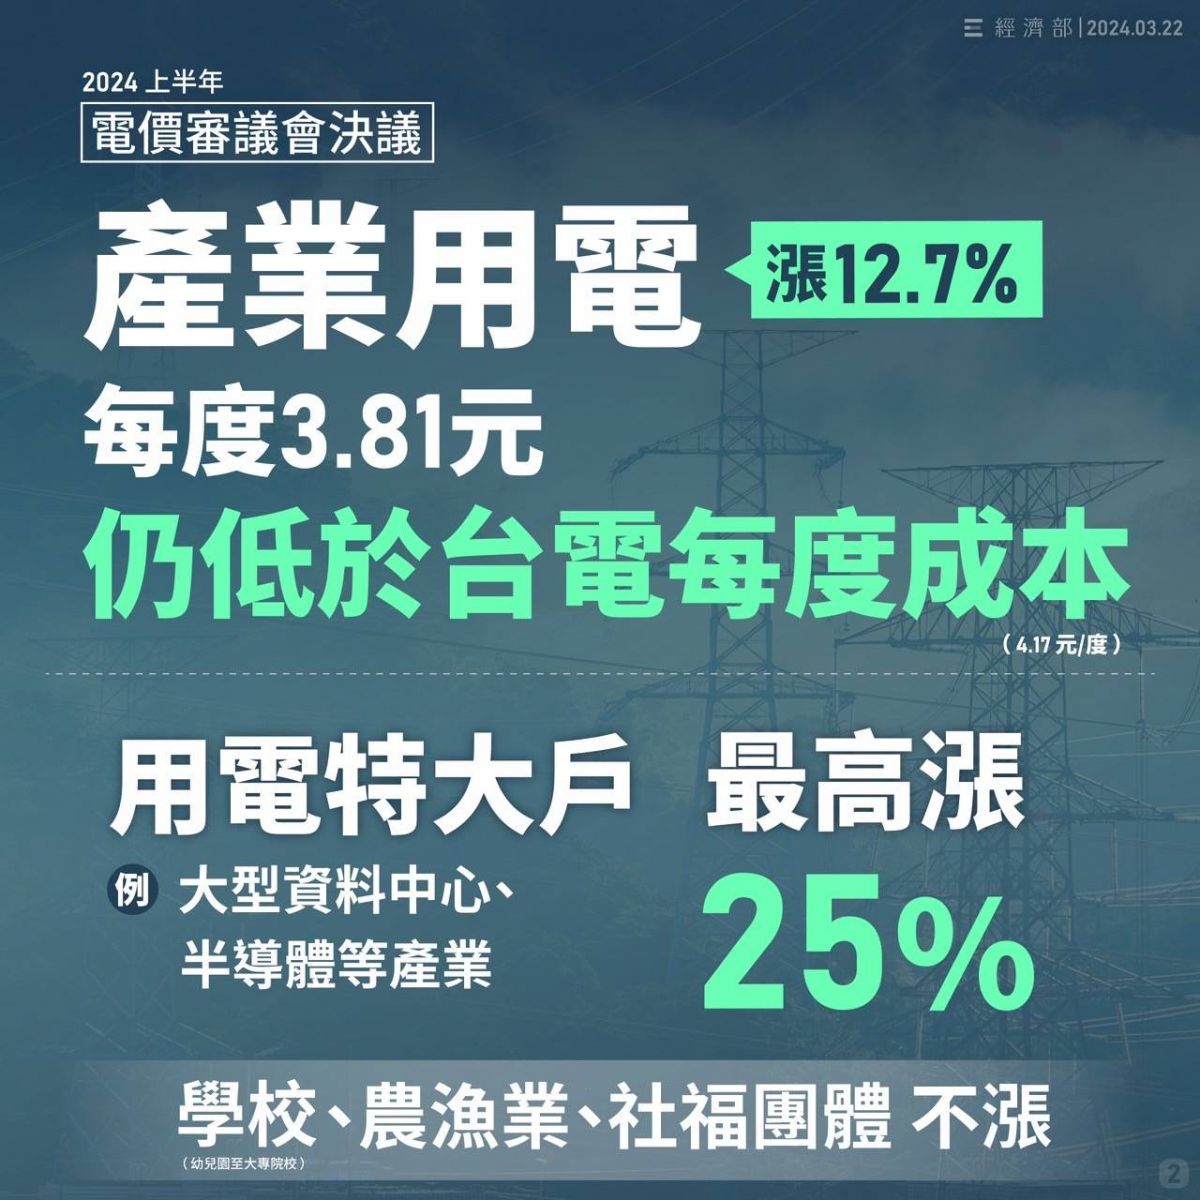 經濟部|2024.03.22
2024 上半年
電價審議會決議
產業用電
漲12.7%
每度3.81元
仍低於台電每度成本
（4.17 元/度）
用電特大戶 最高漲
例 大型資料中心、
半導體等產業
25%
學校、農漁業、社福團體 不漲
（幼兒園至大專院校）
2